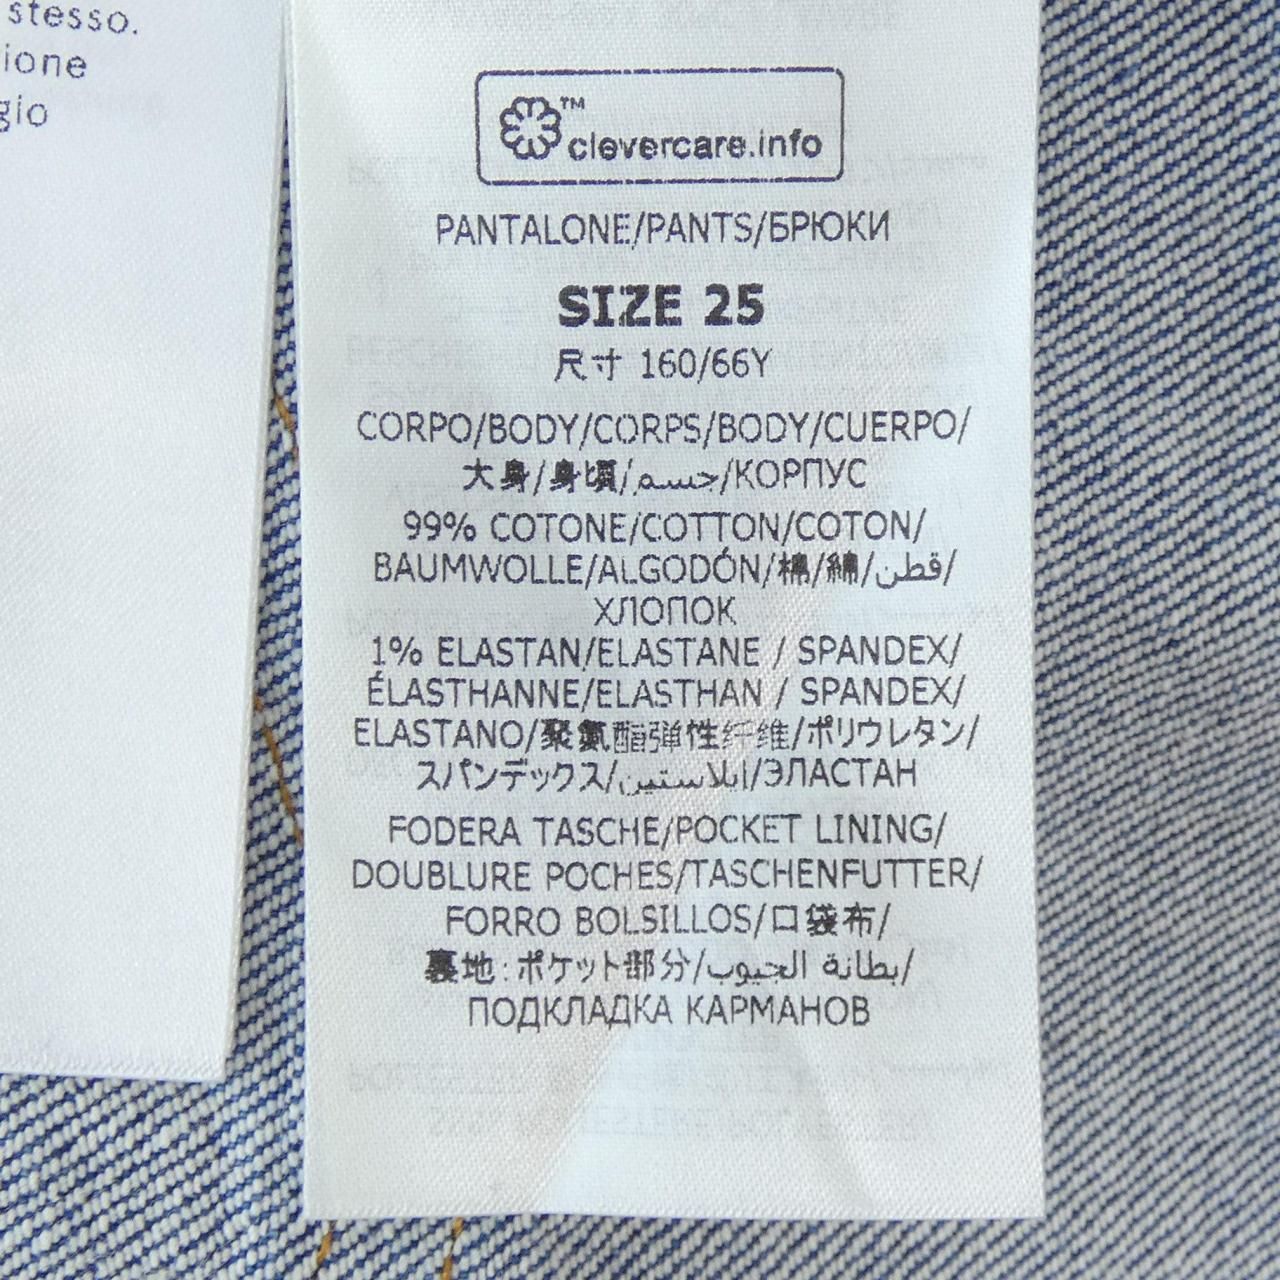 stesso.
ione
gio
™
clevercare.info
PANTALONE/PANTS/БРЮКИ
SIZE 25
尺寸 160/66Y
CORPO/BODY/CORPS/BODY/CUERPO/
大身/身頃/جسم/КОРПУС
99% COTONE/COTTON/COTON/
BAUMWOLLE/ALGODÓN/棉/綿/قطن/
ХЛОПОК
1% ELASTAN/ELASTANE / SPANDEX/
ÉLASTHANNE/ELASTHAN / SPANDEX/
ELASTANO/聚氨酯弹性纤维/ポリウレタン/
スパンデックス/ايلاستين/ЭЛАСТАН
FODERA TASCHE/POCKET LINING/
DOUBLURE POCHES/TASCHENFUTTER/
FORRO BOLSILLOS/口袋布/
裏地:ポケット部分/بطانة الجيوب/
ПОДКЛАДКА КАРМАНОВ